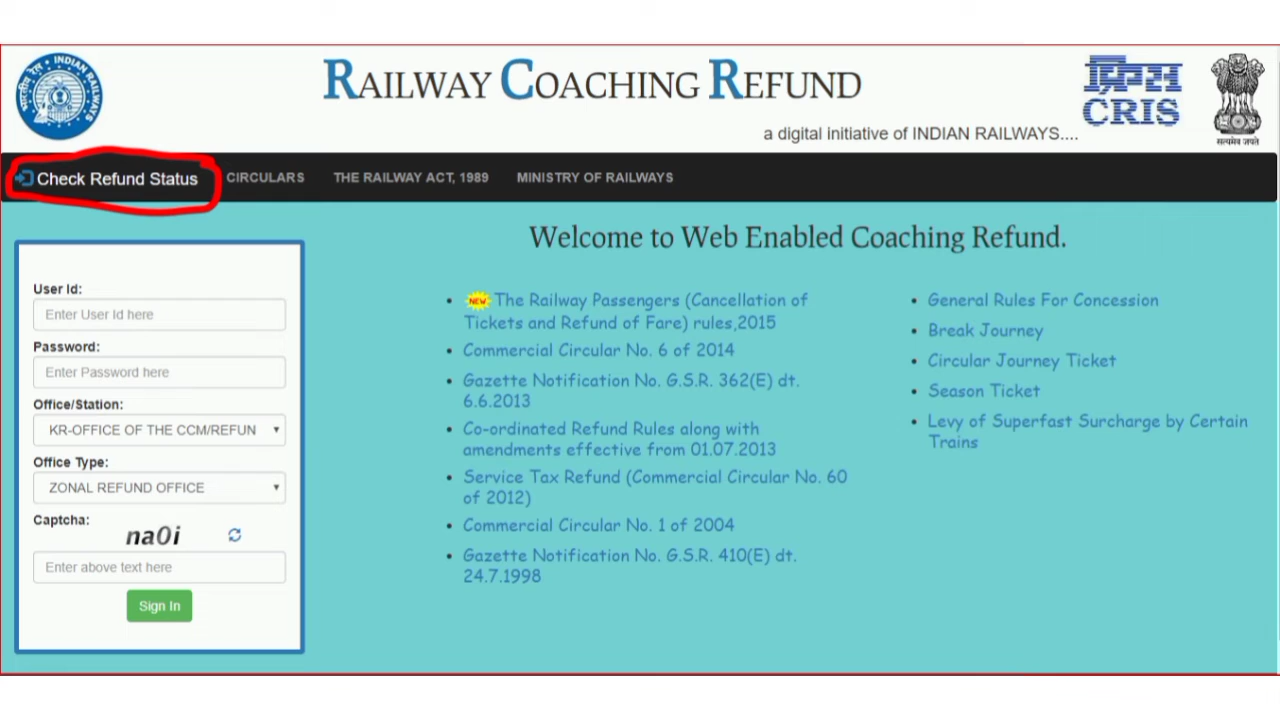 INDIAN RAILWAYS
भारतीय रेल
RAILWAY COACHING REFUND
a digital initiative of INDIAN RAILWAYS....
क्रिस
CRIS
सत्यमेव जयते
Check Refund Status
CIRCULARS
THE RAILWAY ACT, 1989
MINISTRY OF RAILWAYS
Welcome to Web Enabled Coaching Refund.
User Id:
Enter User Id here
Password:
Enter Password here
Office/Station:
KR-OFFICE OF THE CCM/REFUN
Office Type:
ZONAL REFUND OFFICE
Captcha:
na0i
Enter above text here
Sign In
NEW The Railway Passengers (Cancellation of
Tickets and Refund of Fare) rules,2015
Commercial Circular No. 6 of 2014
Gazette Notification No. G.S.R. 362(E) dt.
6.6.2013
Co-ordinated Refund Rules along with
amendments effective from 01.07.2013
Service Tax Refund (Commercial Circular No. 60
of 2012)
Commercial Circular No. 1 of 2004
Gazette Notification No. G.S.R. 410(E) dt.
24.7.1998
General Rules For Concession
Break Journey
Circular Journey Ticket
Season Ticket
Levy of Superfast Surcharge by Certain
Trains